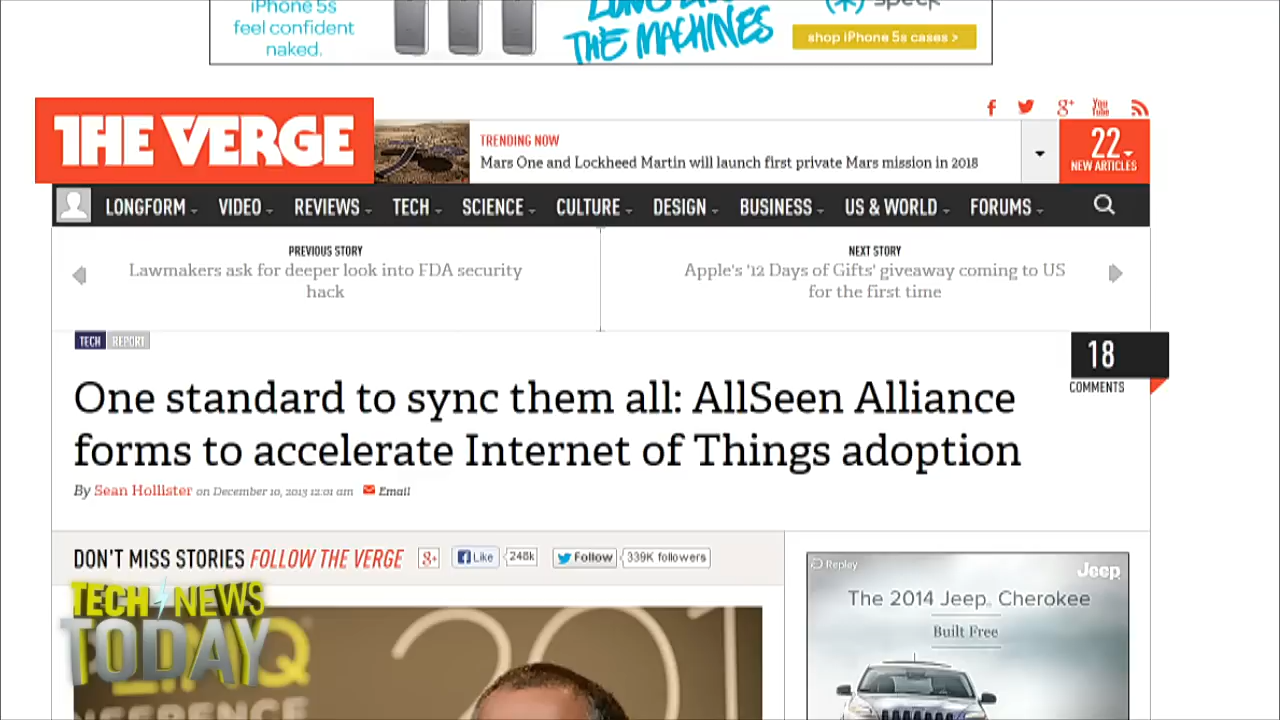 iPhone 5s
feel confident
naked.
THE MACHINES
speck
shop iPhone 5s cases >
THE VERGE
TRENDING NOW
Mars One and Lockheed Martin will launch first private Mars mission in 2018
22
NEW ARTICLES
f
g+
You
Tube
LONGFORM
VIDEO
REVIEWS
TECH
SCIENCE
CULTURE
DESIGN
BUSINESS
US & WORLD
FORUMS
PREVIOUS STORY
Lawmakers ask for deeper look into FDA security
hack
NEXT STORY
Apple's '12 Days of Gifts' giveaway coming to US
for the first time
TECH REPORT
18
COMMENTS
One standard to sync them all: AllSeen Alliance
forms to accelerate Internet of Things adoption
By Sean Hollister on December 10, 2013 12:01 am Email
DON'T MISS STORIES FOLLOW THE VERGE
g+
Like
248k
Follow
339K followers
Replay
Jeep
The 2014 Jeep Cherokee
Built Free
TECH NEWS
TODAY
201